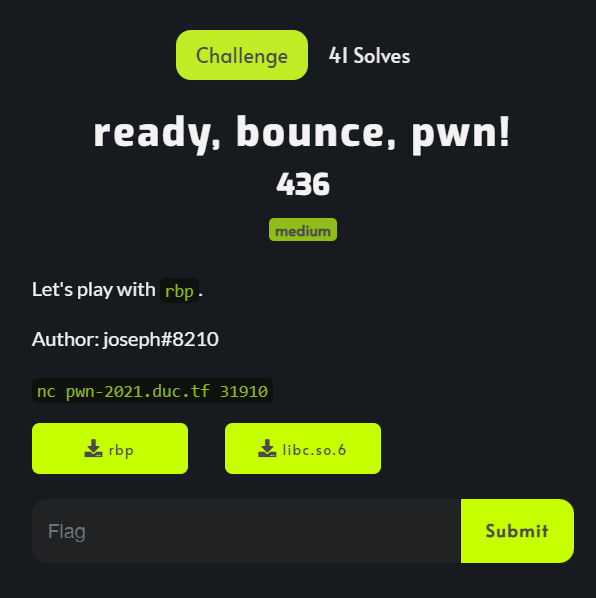 Challenge 41 Solves
ready, bounce, pwn!
436
medium
Let's play with rbp.
Author: joseph#8210
nc pwn-2021.duc.tf 31910
rbp libc.so.6
Flag Submit